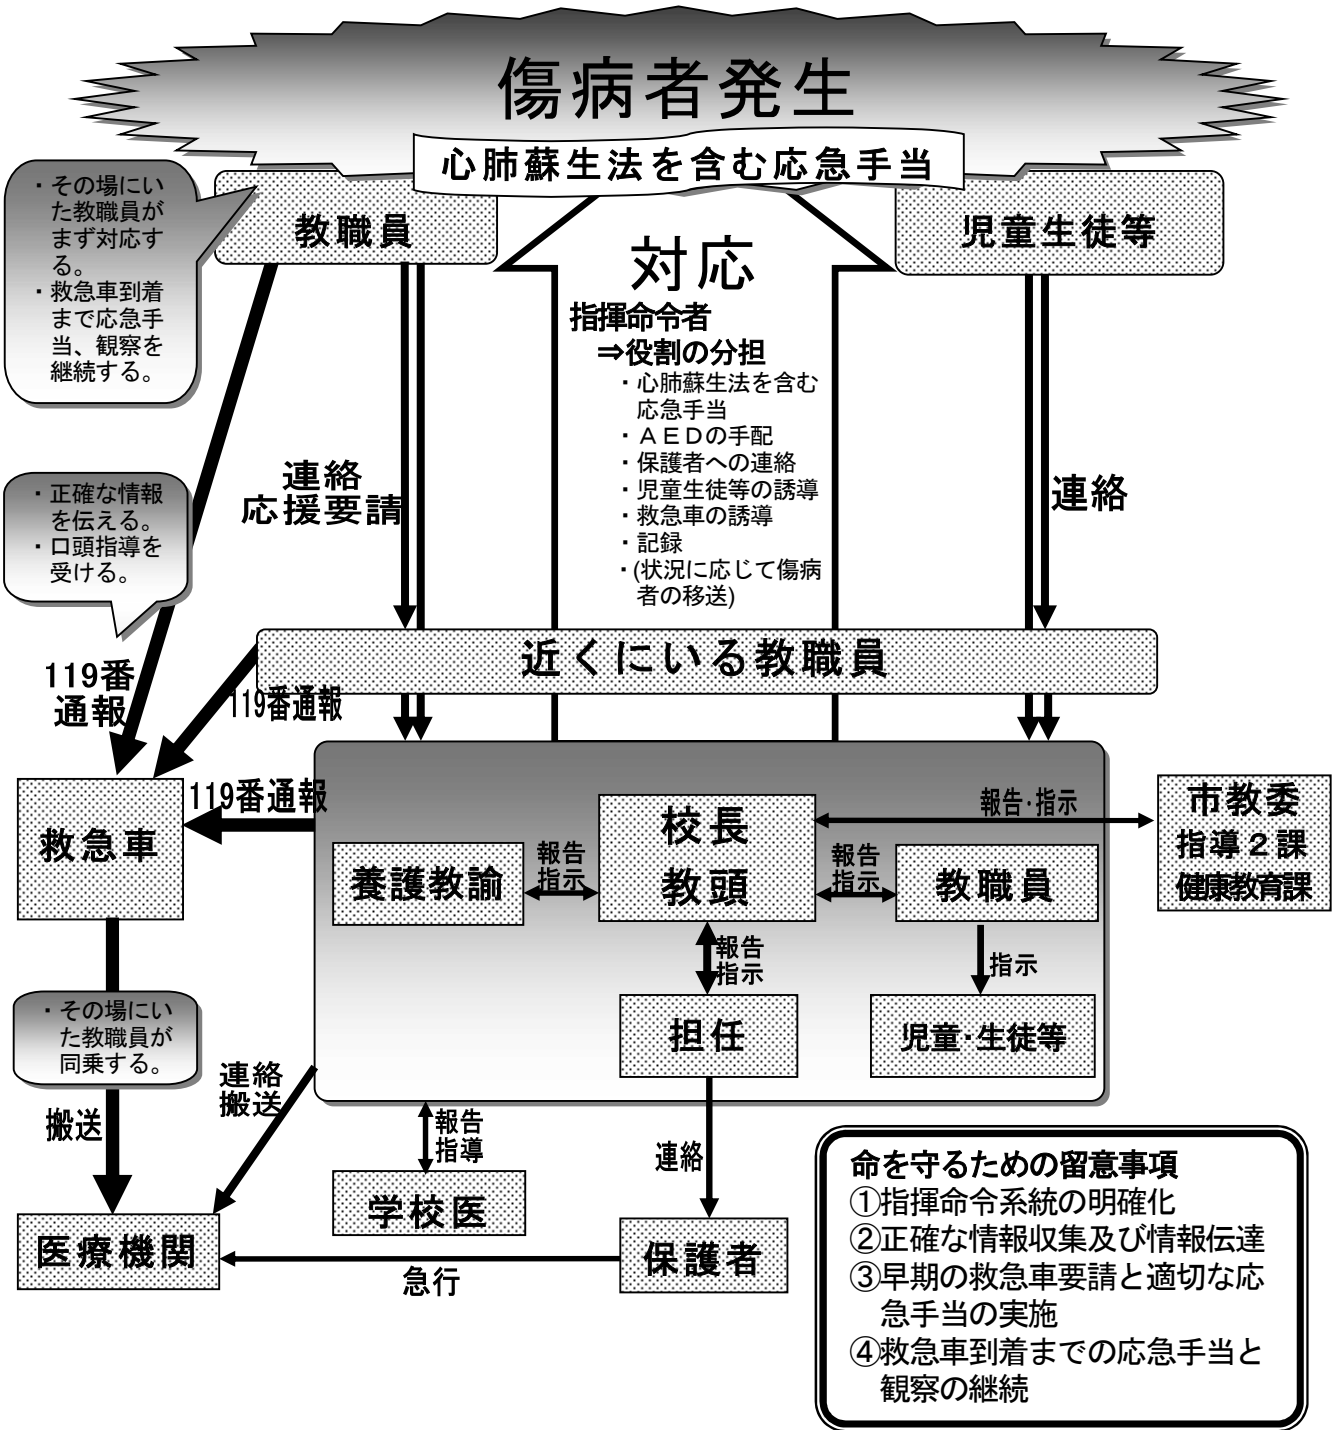 傷病者発生
心肺蘇生法を含む応急手当
・その場にい
た教職員が
まず対応す
る。
・救急車到着
まで応急手
当、観察を
継続する。
教職員
児童生徒等
対応
指揮命令者
⇒役割の分担
・心肺蘇生法を含む
応急手当
・ＡＥＤの手配
・保護者への連絡
・児童生徒等の誘導
・救急車の誘導
・記録
・(状況に応じて傷病
者の移送)
連絡
応援要請
連絡
・正確な情報
を伝える。
・口頭指導を
受ける。
近くにいる教職員
119番
通報
119番通報
119番通報
救急車
校長
教頭
養護教諭
報告
指示
報告
指示
教職員
報告・指示
市教委
指導２課
健康教育課
報告
指示
指示
担任
児童・生徒等
・その場にい
た教職員が
同乗する。
連絡
搬送
搬送
報告
指導
連絡
学校医
医療機関
保護者
急行
命を守るための留意事項
①指揮命令系統の明確化
②正確な情報収集及び情報伝達
③早期の救急車要請と適切な応
急手当の実施
④救急車到着までの応急手当と
観察の継続